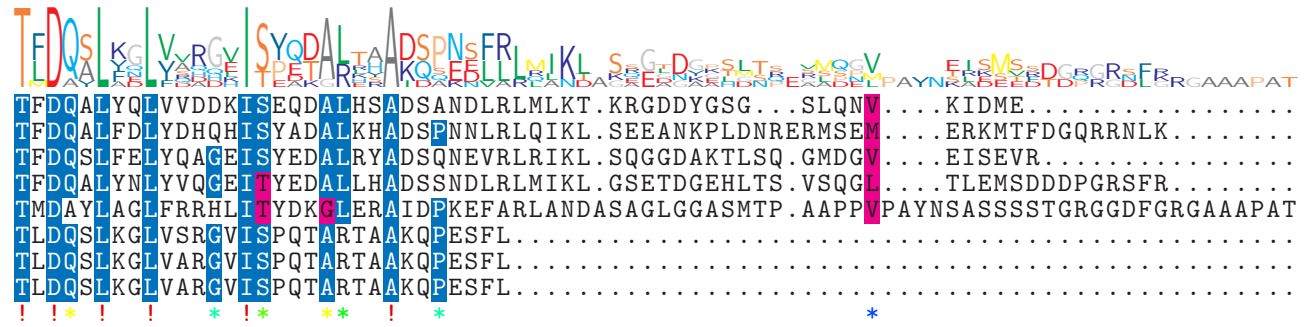 TFDQALYQLVVDDKISEQDALHSADSANDLRLMLKT.KRGDDYGSG...SLQNV....KIDME.................
TFDQALFDLYDHQHISYADALKHADSPNNLRLQIKL.SEEANKPLDNRERMSEM....ERKMTFDGQRRNLK........
TFDQSLFELYQAGEISYEDALRYADSQNEVRLRIKL.SQGGDAKTLSQ.GMDGV....EISEVR................
TFDQALYNLYVQGEITYEDALLHADSSNDLRLMIKL.GSETDGEHLTS.VSQGL....TLEMSDDDPGRSFR........
TMDAYLAGLFRRHLITYDKGLERAIDPKEFARLANDASAGLGGASMTP.AAPPVPAYNSASSSSTGRGGDFGRGAAAPAT
TLDQSLKGLVSRGVISPQTARTAAKQPESFL.................................................
TLDQSLKGLVARGVISPQTARTAAKQPESFL.................................................
TLDQSLKGLVARGVISPQTARTAAKQPESFL.................................................
! ! * ! ! * ! * * * ! * *